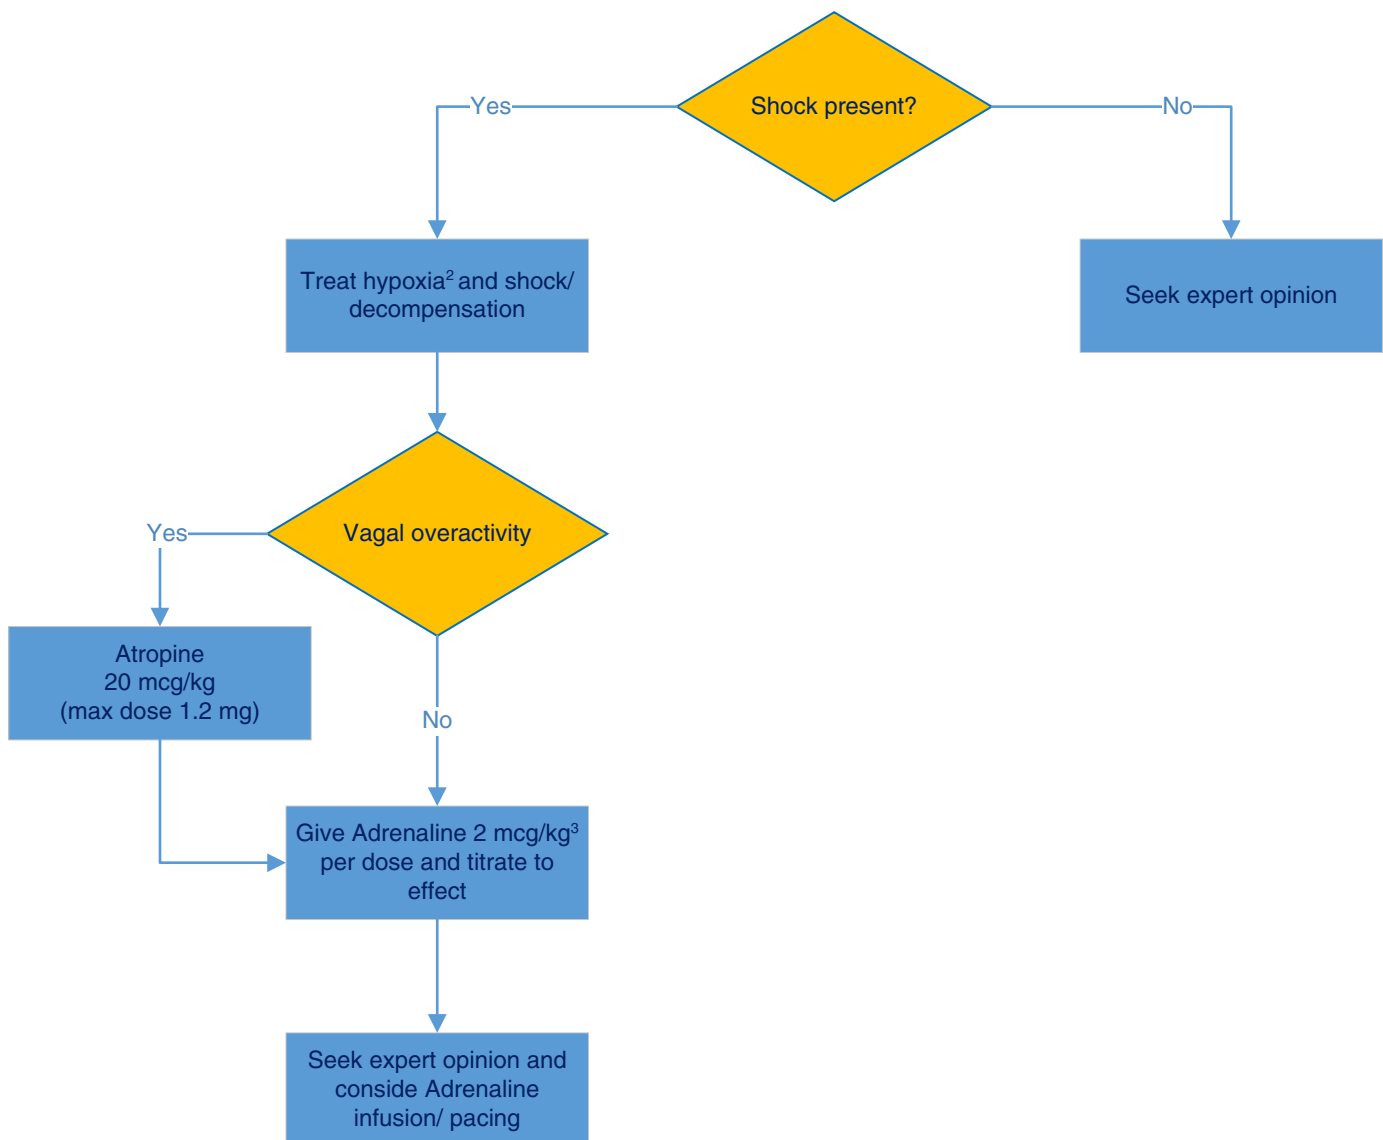 Shock present?
Yes
No
Treat hypoxia² and shock/
decompensation
Seek expert opinion
Vagal overactivity
Yes
Atropine
20 mcg/kg
(max dose 1.2 mg)
No
Give Adrenaline 2 mcg/kg³
per dose and titrate to
effect
Seek expert opinion and
conside Adrenaline
infusion/ pacing